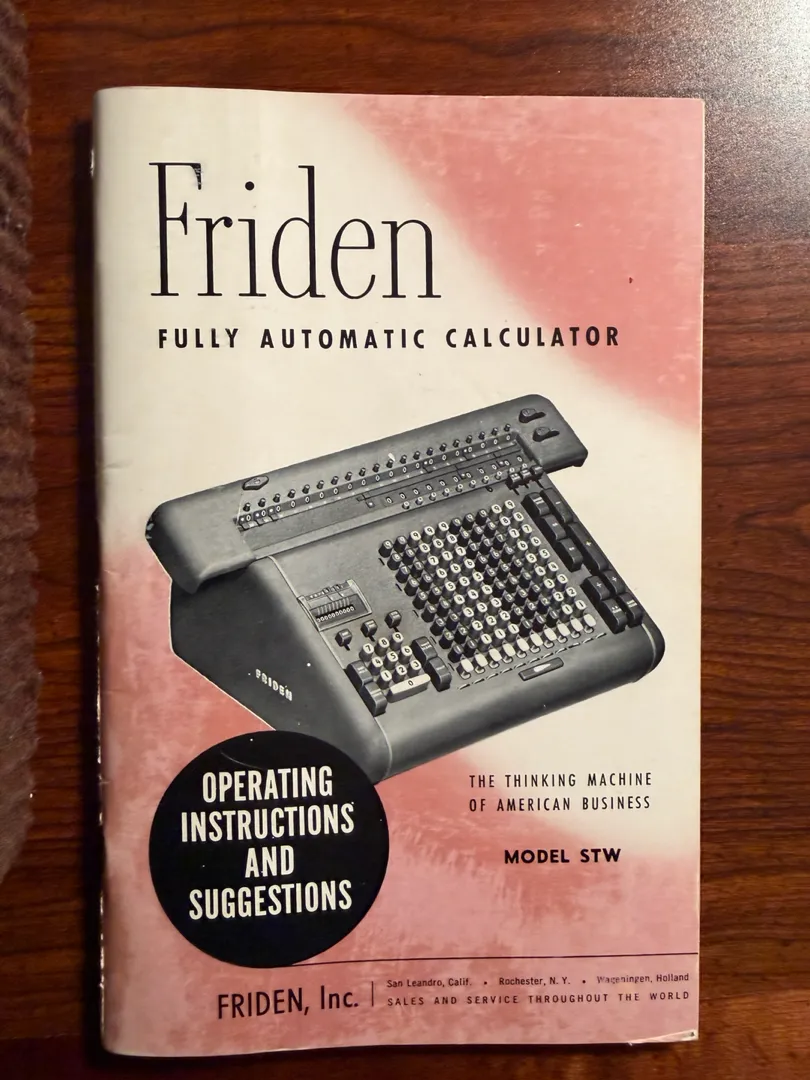 Friden
FULLY AUTOMATIC CALCULATOR
FRIDEN
OPERATING
INSTRUCTIONS
AND
SUGGESTIONS
THE THINKING MACHINE
OF AMERICAN BUSINESS
MODEL STW
FRIDEN, Inc.
San Leandro, Calif. • Rochester, N. Y. • Wageningen, Holland
SALES AND SERVICE THROUGHOUT THE WORLD